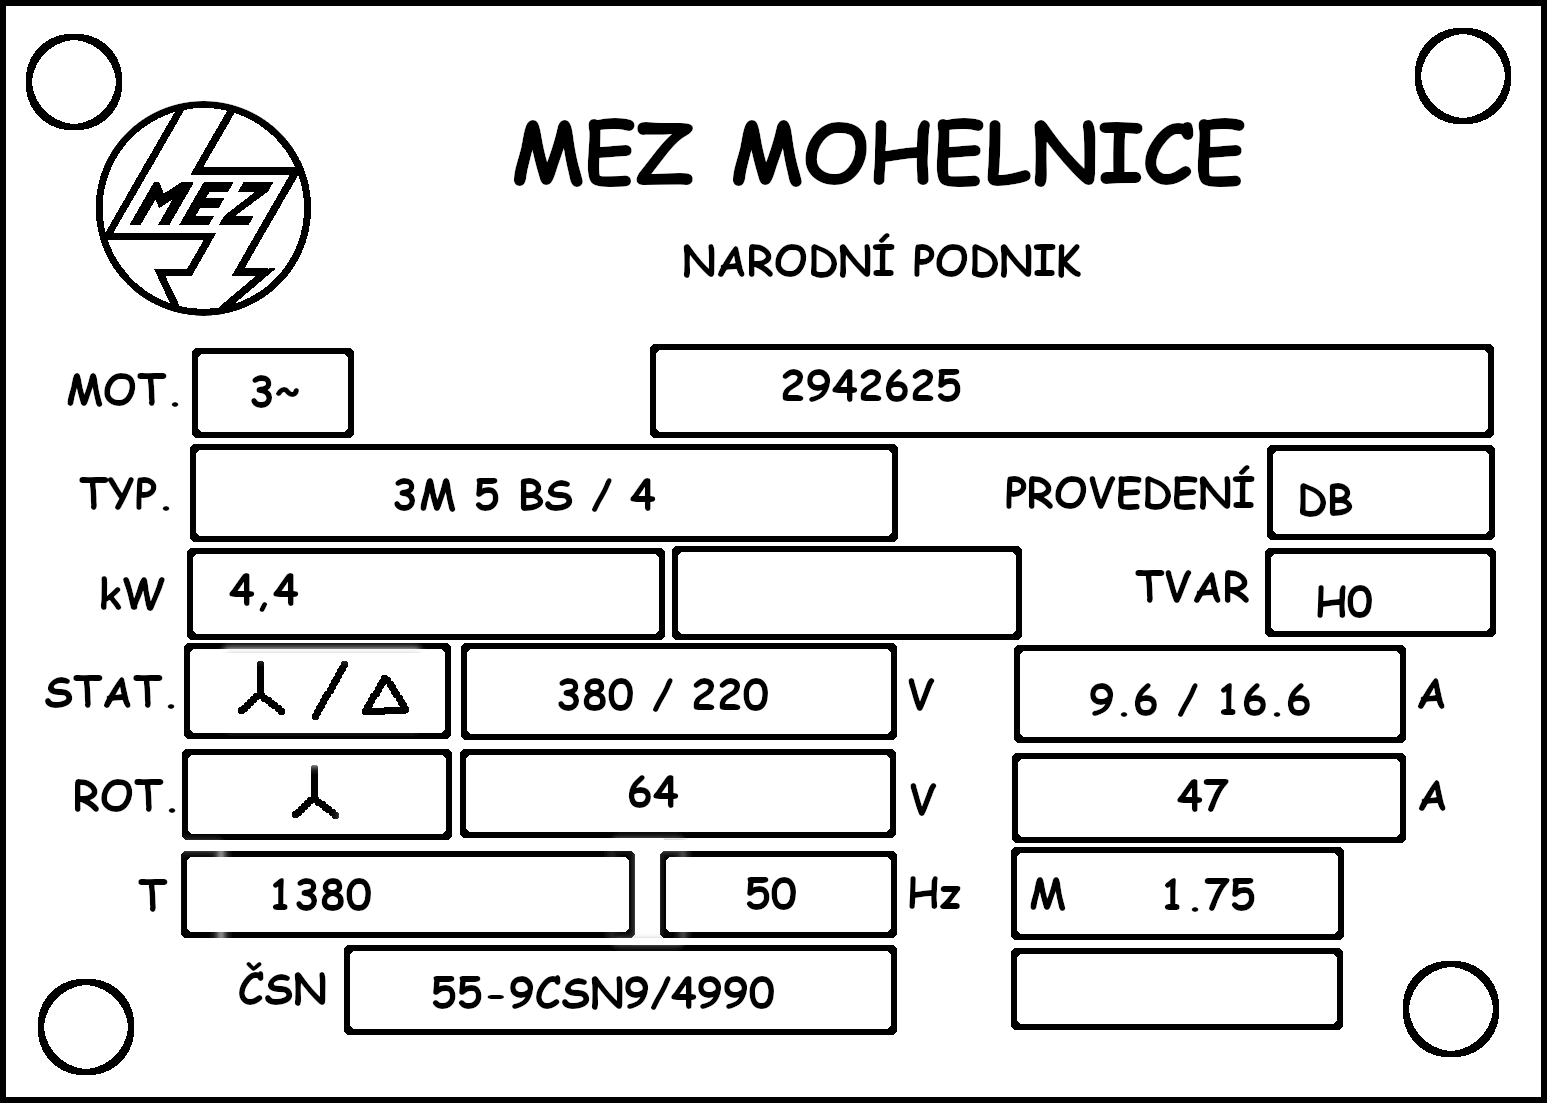 MEZ
MEZ MOHELNICE
NARODNÍ PODNIK
MOT. 3~ 2942625
TYP. 3M 5 BS / 4 PROVEDENÍ DB
kW 4,4 TVAR H0
STAT. / 380 / 220 V 9.6 / 16.6 A
ROT. 64 V 47 A
T 1380 50 Hz M 1.75
ČSN 55-9CSN9/4990